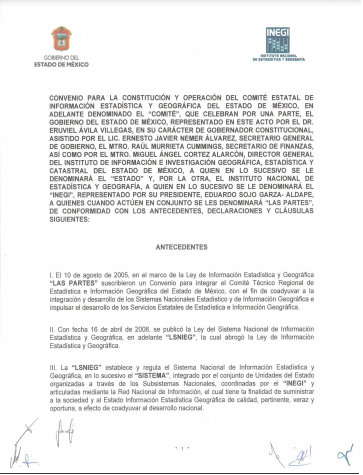 GOBIERNO DEL
ESTADO DE MÉXICO
INEGI
INSTITUTO NACIONAL
DE ESTADÍSTICA Y GEOGRAFÍA
CONVENIO PARA LA CONSTITUCIÓN Y OPERACIÓN DEL COMITÉ ESTATAL DE
INFORMACIÓN ESTADÍSTICA Y GEOGRÁFICA DEL ESTADO DE MÉXICO, EN
ADELANTE DENOMINADO EL "COMITÉ", QUE CELEBRAN POR UNA PARTE, EL
GOBIERNO DEL ESTADO DE MÉXICO, REPRESENTADO EN ESTE ACTO POR EL DR.
ERUVIEL ÁVILA VILLEGAS, EN SU CARÁCTER DE GOBERNADOR CONSTITUCIONAL,
ASISTIDO POR EL LIC. ERNESTO JAVIER NEMER ÁLVAREZ, SECRETARIO GENERAL
DE GOBIERNO, EL MTRO. RAÚL MURRIETA CUMMINGS, SECRETARIO DE FINANZAS,
ASÍ COMO POR EL MTRO. MIGUEL ÁNGEL CORTEZ ALARCÓN, DIRECTOR GENERAL
DEL INSTITUTO DE INFORMACIÓN E INVESTIGACIÓN GEOGRÁFICA, ESTADÍSTICA Y
CATASTRAL DEL ESTADO DE MÉXICO, A QUIEN EN LO SUCESIVO SE LE
DENOMINARÁ EL "ESTADO" Y, POR LA OTRA, EL INSTITUTO NACIONAL DE
ESTADÍSTICA Y GEOGRAFÍA, A QUIEN EN LO SUCESIVO SE LE DENOMINARÁ EL
"INEGI", REPRESENTADO POR SU PRESIDENTE, EDUARDO SOJO GARZA- ALDAPE,
A QUIENES CUANDO ACTÚEN EN CONJUNTO SE LES DENOMINARÁ "LAS PARTES",
DE CONFORMIDAD CON LOS ANTECEDENTES, DECLARACIONES Y CLÁUSULAS
SIGUIENTES:
ANTECEDENTES
I. El 10 de agosto de 2005, en el marco de la Ley de Información Estadística y Geográfica
"LAS PARTES" suscribieron un Convenio para integrar el Comité Técnico Regional de
Estadística e Información Geográfica del Estado de México, con el fin de coadyuvar a la
integración y desarrollo de los Sistemas Nacionales Estadístico y de Información Geográfica e
impulsar el desarrollo de los Servicios Estatales de Estadística e Información Geográfica.
II. Con fecha 16 de abril de 2008, se publicó la Ley del Sistema Nacional de Información
Estadística y Geográfica, en adelante "LSNIEG", la cual abrogó la Ley de Información
Estadística y Geográfica.
III. La "LSNIEG" establece y regula el Sistema Nacional de Información Estadística y
Geográfica, en lo sucesivo el "SISTEMA", integrado por el conjunto de Unidades del Estado
organizadas a través de los Subsistemas Nacionales, coordinadas por el "INEGI" y
articuladas mediante la Red Nacional de Información, el cual tiene la finalidad de suministrar
a la sociedad y al Estado Información Estadística Geográfica de calidad, pertinente, veraz y
oportuna, a efecto de coadyuvar al desarrollo nacional.
1